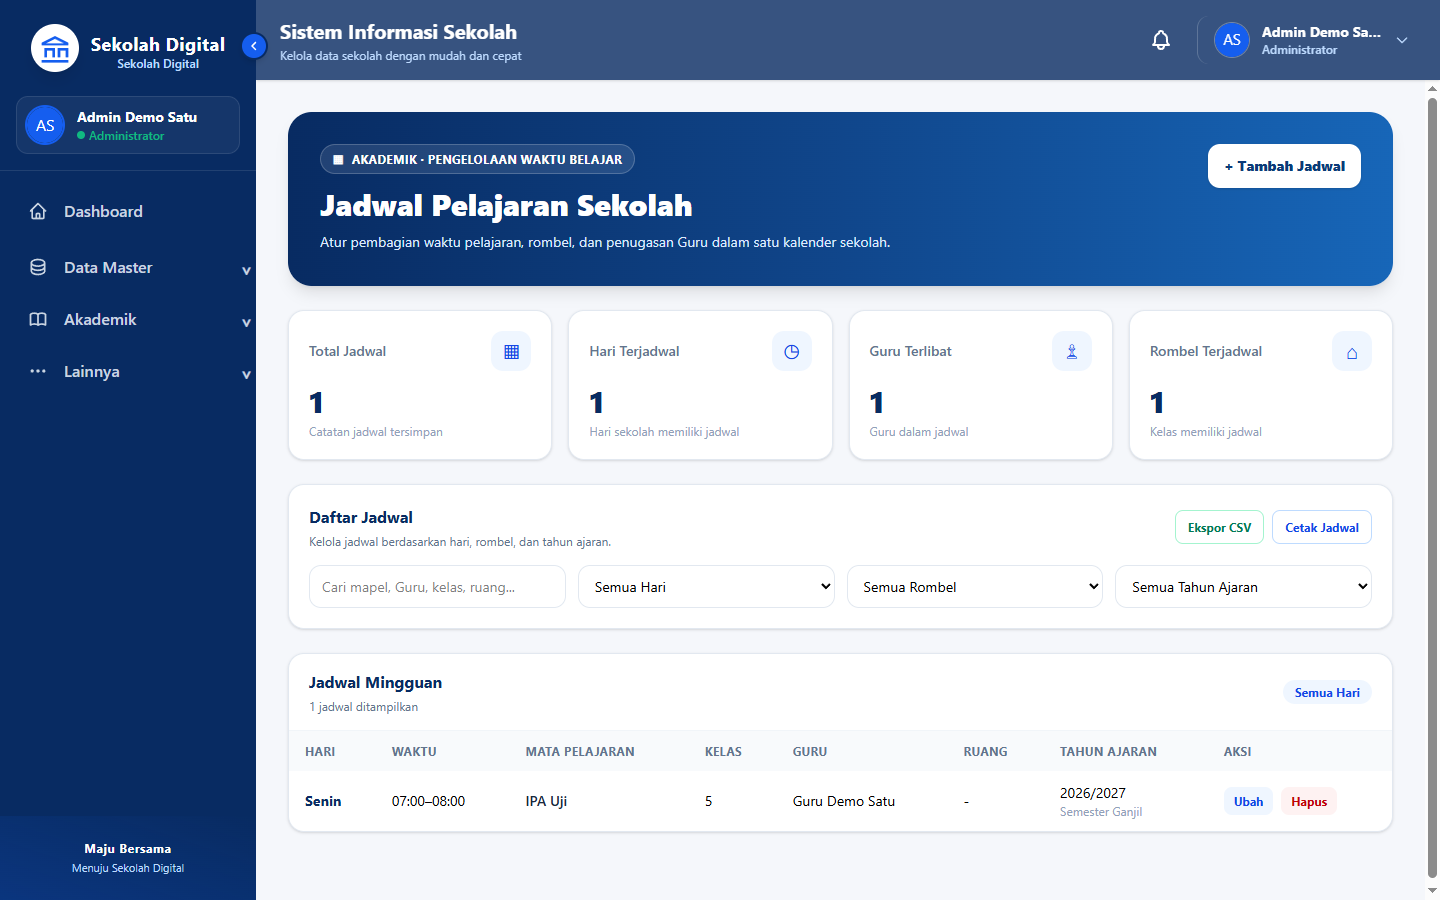 Sekolah Digital
Sekolah Digital
AS
Admin Demo Satu
Administrator
Dashboard
Data Master
Akademik
Lainnya
Maju Bersama
Menuju Sekolah Digital
Sistem Informasi Sekolah
Kelola data sekolah dengan mudah dan cepat
AS
Admin Demo Sa...
Administrator
AKADEMIK · PENGELOLAAN WAKTU BELAJAR
Jadwal Pelajaran Sekolah
Atur pembagian waktu pelajaran, rombel, dan penugasan Guru dalam satu kalender sekolah.
+ Tambah Jadwal
Total Jadwal
1
Catatan jadwal tersimpan
Hari Terjadwal
1
Hari sekolah memiliki jadwal
Guru Terlibat
1
Guru dalam jadwal
Rombel Terjadwal
1
Kelas memiliki jadwal
Daftar Jadwal
Kelola jadwal berdasarkan hari, rombel, dan tahun ajaran.
Ekspor CSV
Cetak Jadwal
Cari mapel, Guru, kelas, ruang...
Semua Hari
Semua Rombel
Semua Tahun Ajaran
Jadwal Mingguan
1 jadwal ditampilkan
Semua Hari
HARI WAKTU MATA PELAJARAN KELAS GURU RUANG TAHUN AJARAN AKSI
Senin 07:00–08:00 IPA Uji 5 Guru Demo Satu - 2026/2027 Ubah Hapus
Semester Ganjil